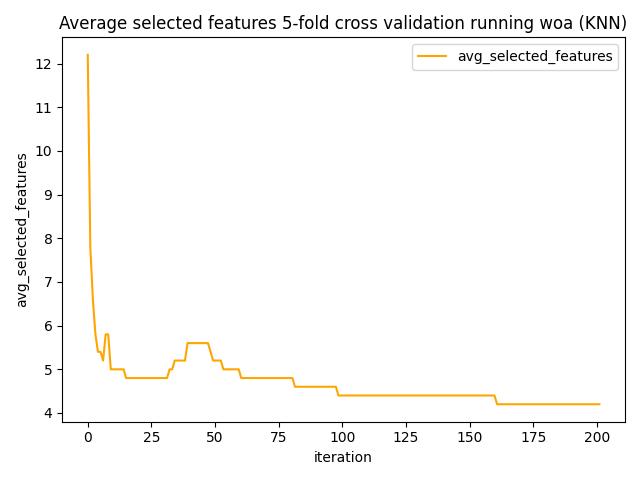 Average selected features 5-fold cross validation running woa (KNN)
avg_selected_features
12
11
10
9
8
7
6
5
4
avg_selected_features
0 25 50 75 100 125 150 175 200
iteration